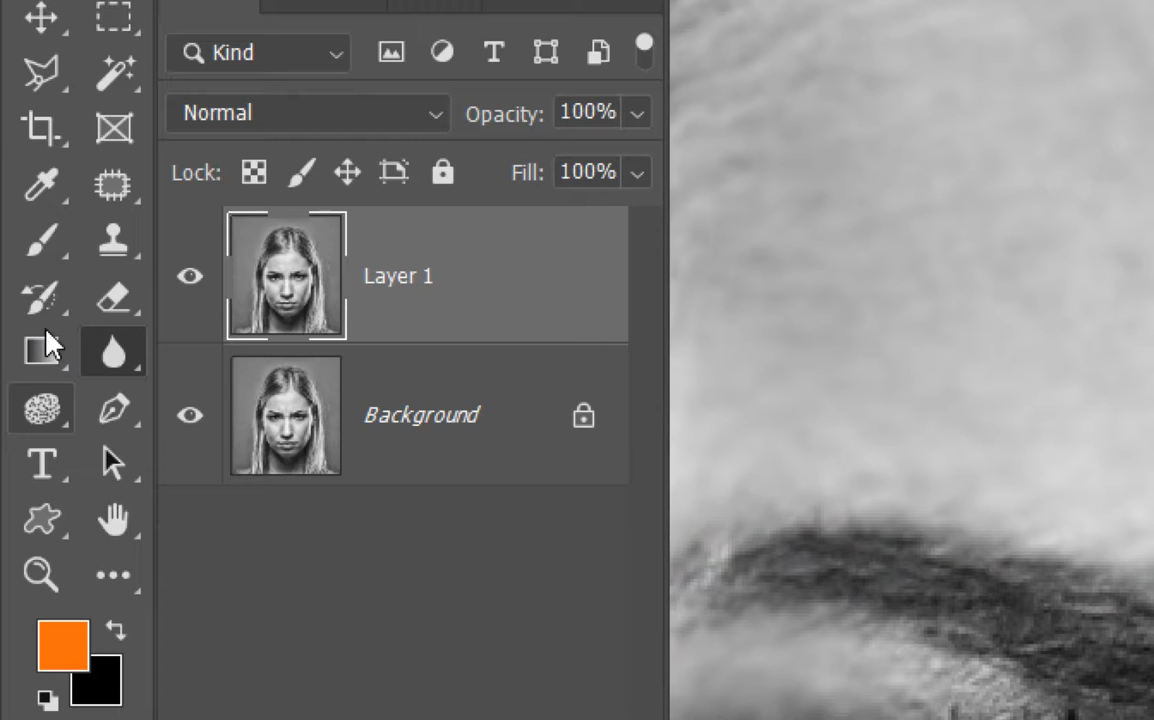 Kind
Normal
Opacity: 100%
Lock:
Fill: 100%
Layer 1
Background